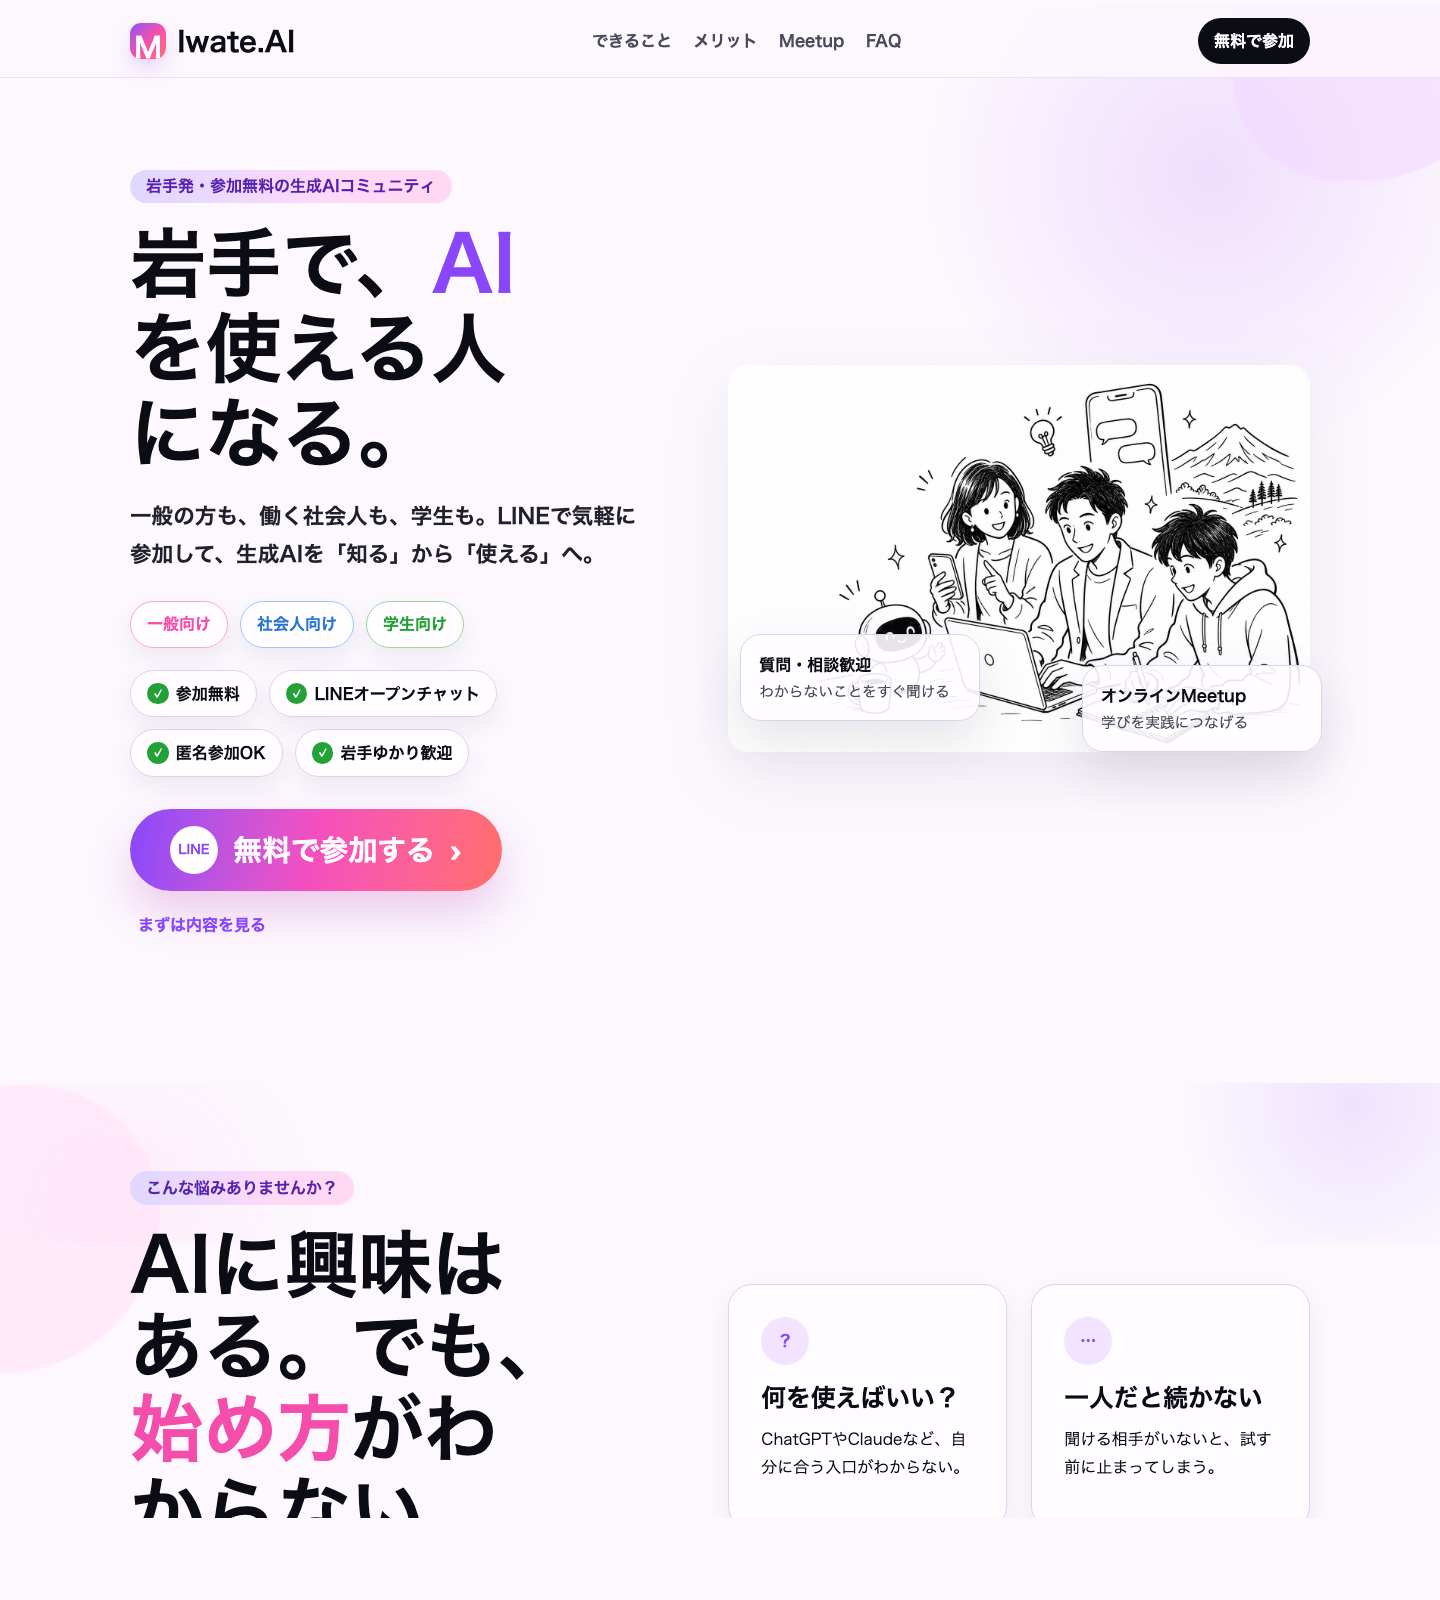 M Iwate.AI
できること メリット Meetup FAQ
無料で参加
岩手発・参加無料の生成AIコミュニティ
岩手で、AI
を使える人
になる。
一般の方も、働く社会人も、学生も。LINEで気軽に
参加して、生成AIを「知る」から「使える」へ。
一般向け 社会人向け 学生向け
✓ 参加無料 ✓ LINEオープンチャット
✓ 匿名参加OK ✓ 岩手ゆかり歓迎
LINE 無料で参加する ›
まずは内容を見る
質問・相談歓迎
わからないことをすぐ聞ける
オンラインMeetup
学びを実践につなげる
こんな悩みありませんか？
AIに興味は
ある。でも、
始め方がわ
からない
?
何を使えばいい？
ChatGPTやClaudeなど、自
分に合う入口がわからない。
…
一人だと続かない
聞ける相手がいないと、試す
前に止まってしまう。